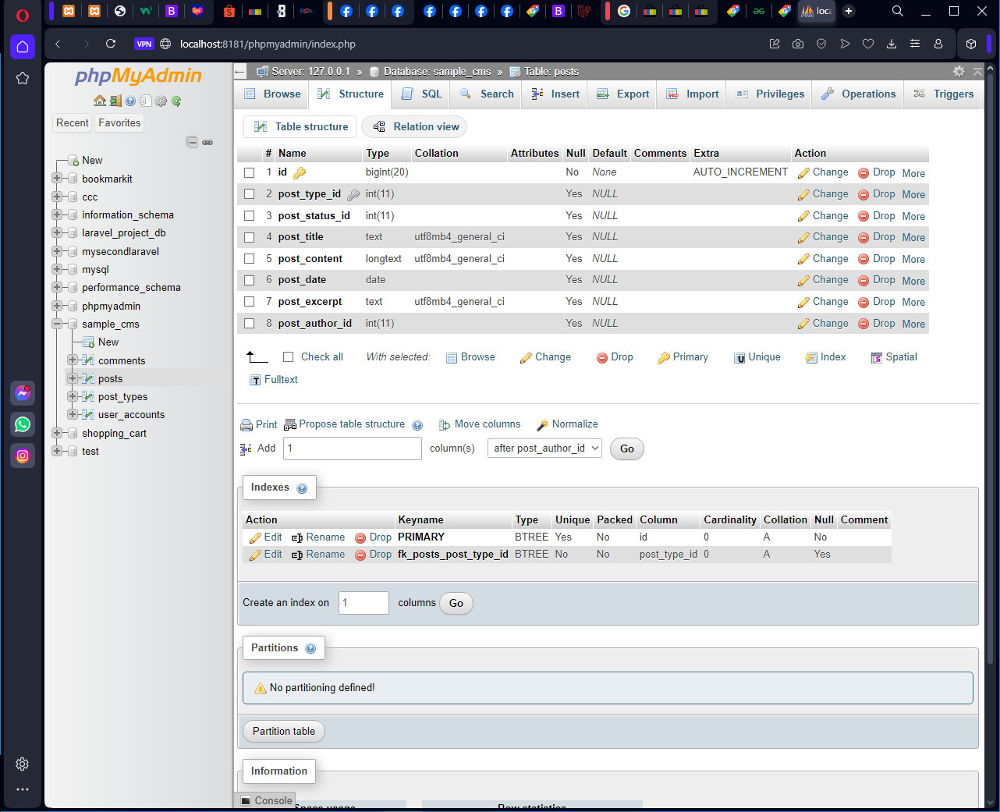 loca
VPN localhost:8181/phpmyadmin/index.php
phpMyAdmin
Recent Favorites
New
bookmarkit
ccc
information_schema
laravel_project_db
mysecondlaravel
mysql
performance_schema
phpmyadmin
sample_cms
New
comments
posts
post_types
user_accounts
shopping_cart
test
Server: 127.0.0.1 » Database: sample_cms » Table: posts
Browse Structure SQL Search Insert Export Import Privileges Operations Triggers
Table structure Relation view
# Name Type Collation Attributes Null Default Comments Extra Action
1 id bigint(20) No None AUTO_INCREMENT Change Drop More
2 post_type_id int(11) Yes NULL Change Drop More
3 post_status_id int(11) Yes NULL Change Drop More
4 post_title text utf8mb4_general_ci Yes NULL Change Drop More
5 post_content longtext utf8mb4_general_ci Yes NULL Change Drop More
6 post_date date Yes NULL Change Drop More
7 post_excerpt text utf8mb4_general_ci Yes NULL Change Drop More
8 post_author_id int(11) Yes NULL Change Drop More
Check all With selected: Browse Change Drop Primary Unique Index Spatial
Fulltext
Print Propose table structure Move columns Normalize
Add 1 column(s) after post_author_id Go
Indexes
Action Keyname Type Unique Packed Column Cardinality Collation Null Comment
Edit Rename Drop PRIMARY BTREE Yes No id 0 A No
Edit Rename Drop fk_posts_post_type_id BTREE No No post_type_id 0 A Yes
Create an index on 1 columns Go
Partitions
No partitioning defined!
Partition table
Information
Console
Space usage Row statistics